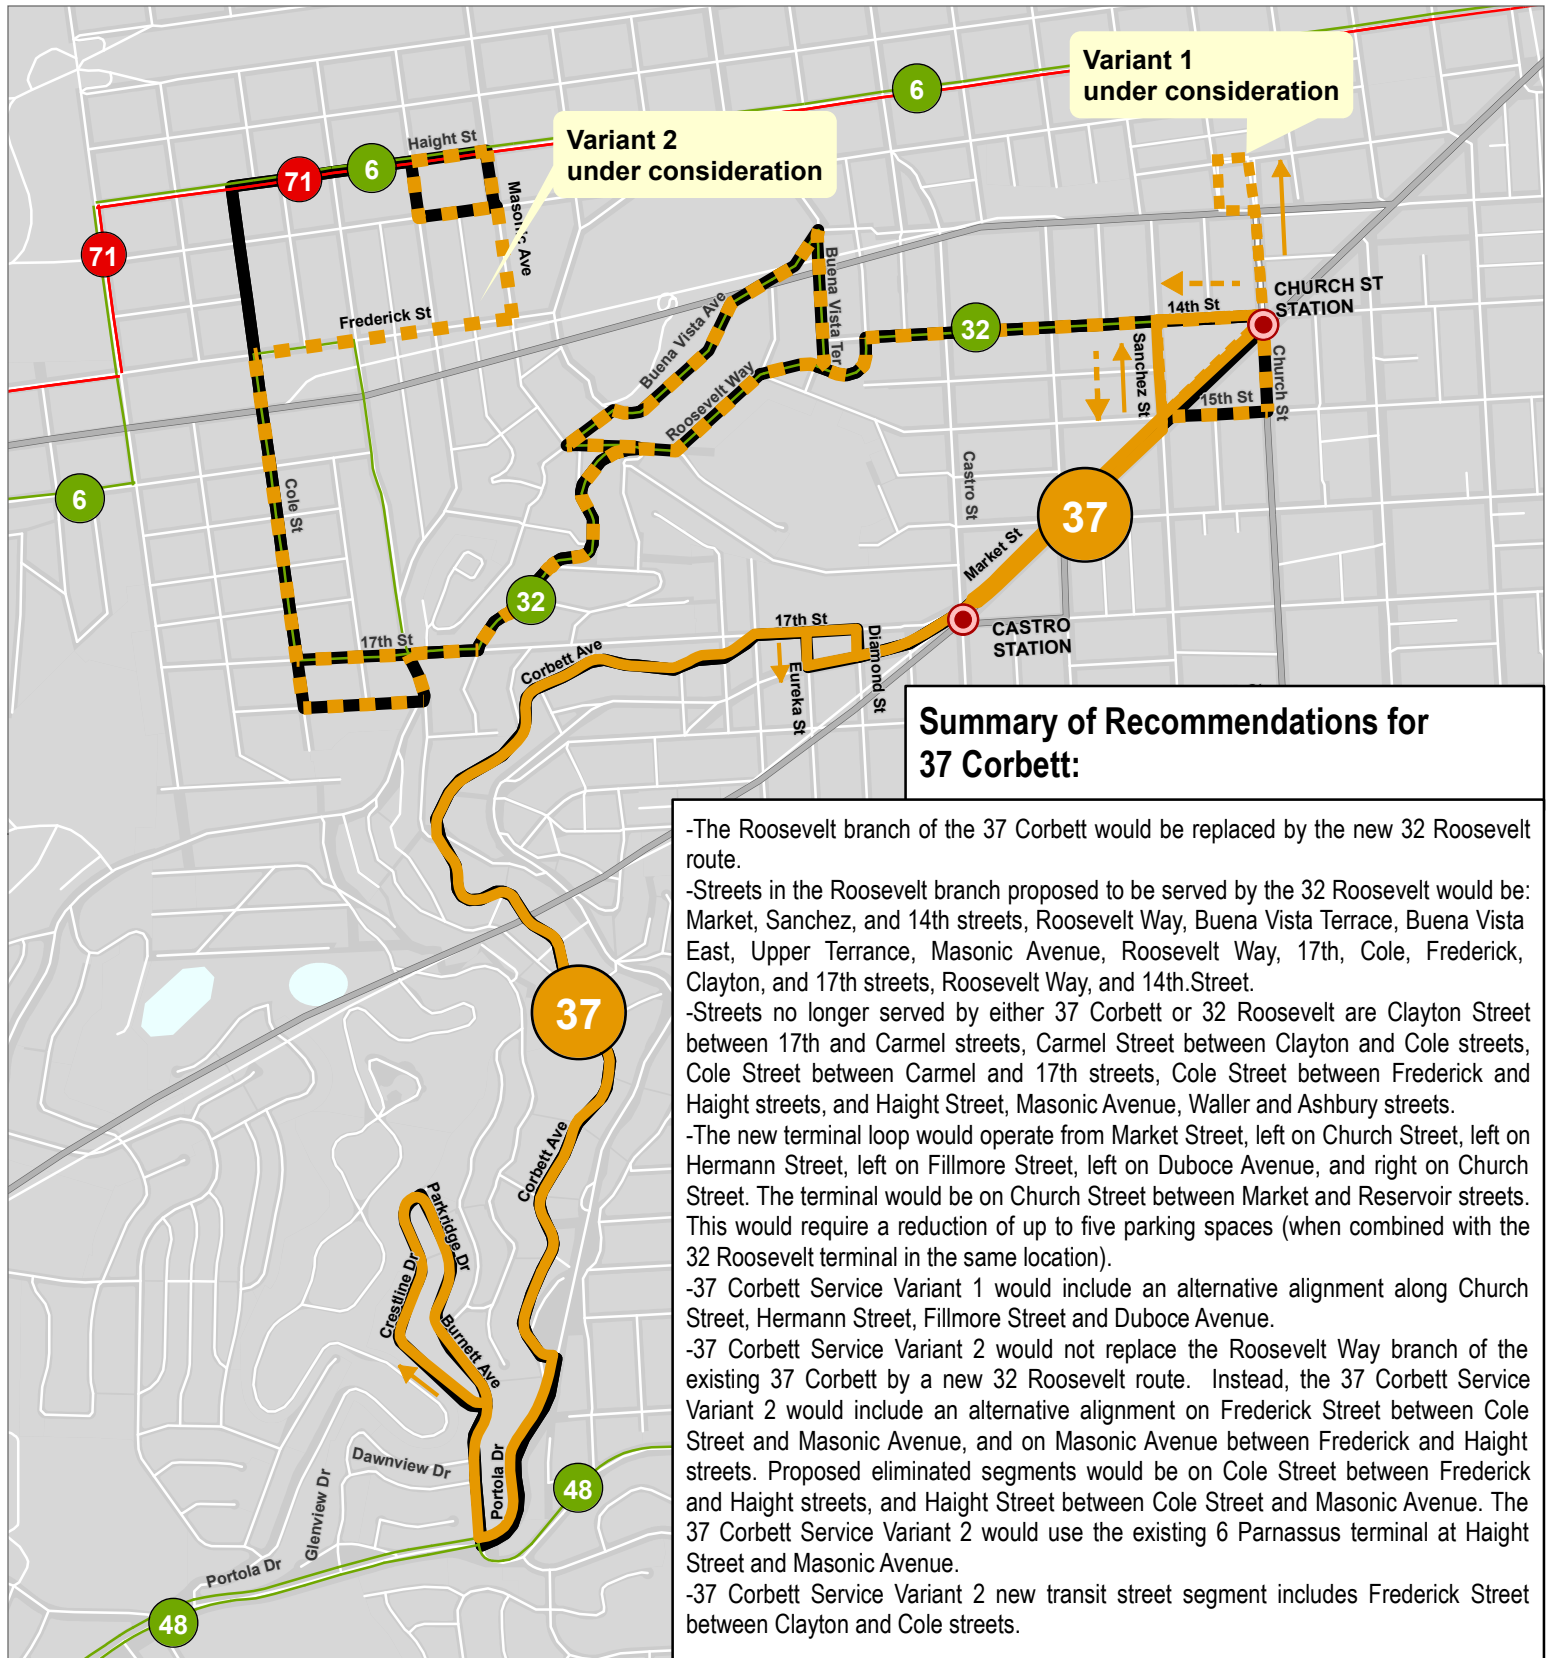 Variant 1
under consideration
6
Variant 2
under consideration
Haight St
6
71
Masonic Ave
71
Frederick St
Buena Vista Ave
Buena Vista Ter
CHURCH ST
STATION
14th St
32
Sanchez St
Church St
Roosevelt Way
15th St
Castro St
Cole St
6
37
Market St
32
17th St
17th St
CASTRO
STATION
Corbett Ave
Diamond St
Eureka St
37
Corbett Ave
Parkridge Dr
Crestline Dr
Burnett Ave
Dawnview Dr
Portola Dr
Glenview Dr
48
Portola Dr
48
Summary of Recommendations for
37 Corbett:
-The Roosevelt branch of the 37 Corbett would be replaced by the new 32 Roosevelt
route.
-Streets in the Roosevelt branch proposed to be served by the 32 Roosevelt would be:
Market, Sanchez, and 14th streets, Roosevelt Way, Buena Vista Terrace, Buena Vista
East, Upper Terrance, Masonic Avenue, Roosevelt Way, 17th, Cole, Frederick,
Clayton, and 17th streets, Roosevelt Way, and 14th.Street.
-Streets no longer served by either 37 Corbett or 32 Roosevelt are Clayton Street
between 17th and Carmel streets, Carmel Street between Clayton and Cole streets,
Cole Street between Carmel and 17th streets, Cole Street between Frederick and
Haight streets, and Haight Street, Masonic Avenue, Waller and Ashbury streets.
-The new terminal loop would operate from Market Street, left on Church Street, left on
Hermann Street, left on Fillmore Street, left on Duboce Avenue, and right on Church
Street. The terminal would be on Church Street between Market and Reservoir streets.
This would require a reduction of up to five parking spaces (when combined with the
32 Roosevelt terminal in the same location).
-37 Corbett Service Variant 1 would include an alternative alignment along Church
Street, Hermann Street, Fillmore Street and Duboce Avenue.
-37 Corbett Service Variant 2 would not replace the Roosevelt Way branch of the
existing 37 Corbett by a new 32 Roosevelt route. Instead, the 37 Corbett Service
Variant 2 would include an alternative alignment on Frederick Street between Cole
Street and Masonic Avenue, and on Masonic Avenue between Frederick and Haight
streets. Proposed eliminated segments would be on Cole Street between Frederick
and Haight streets, and Haight Street between Cole Street and Masonic Avenue. The
37 Corbett Service Variant 2 would use the existing 6 Parnassus terminal at Haight
Street and Masonic Avenue.
-37 Corbett Service Variant 2 new transit street segment includes Frederick Street
between Clayton and Cole streets.